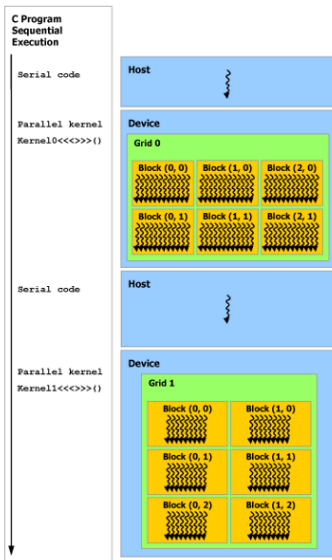 C Program
Sequential
Execution
Serial code
Host
Parallel kernel
Kernel0<<<>>>()
Device
Grid 0
Block (0, 0) Block (1, 0) Block (2, 0)
Block (0, 1) Block (1, 1) Block (2, 1)
Serial code
Host
Parallel kernel
Kernel1<<<>>>()
Device
Grid 1
Block (0, 0) Block (1, 0)
Block (0, 1) Block (1, 1)
Block (0, 2) Block (1, 2)